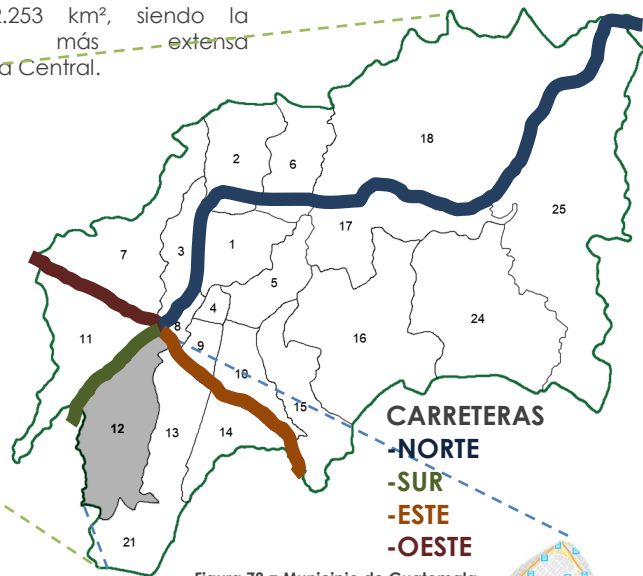 2.253 km², siendo la
más extensa
a Central.
18
2
6
25
17
7
3
1
5
4
24
11
8
9
16
10
15
12
13
14
21
CARRETERAS
-NORTE
-SUR
-ESTE
-OESTE